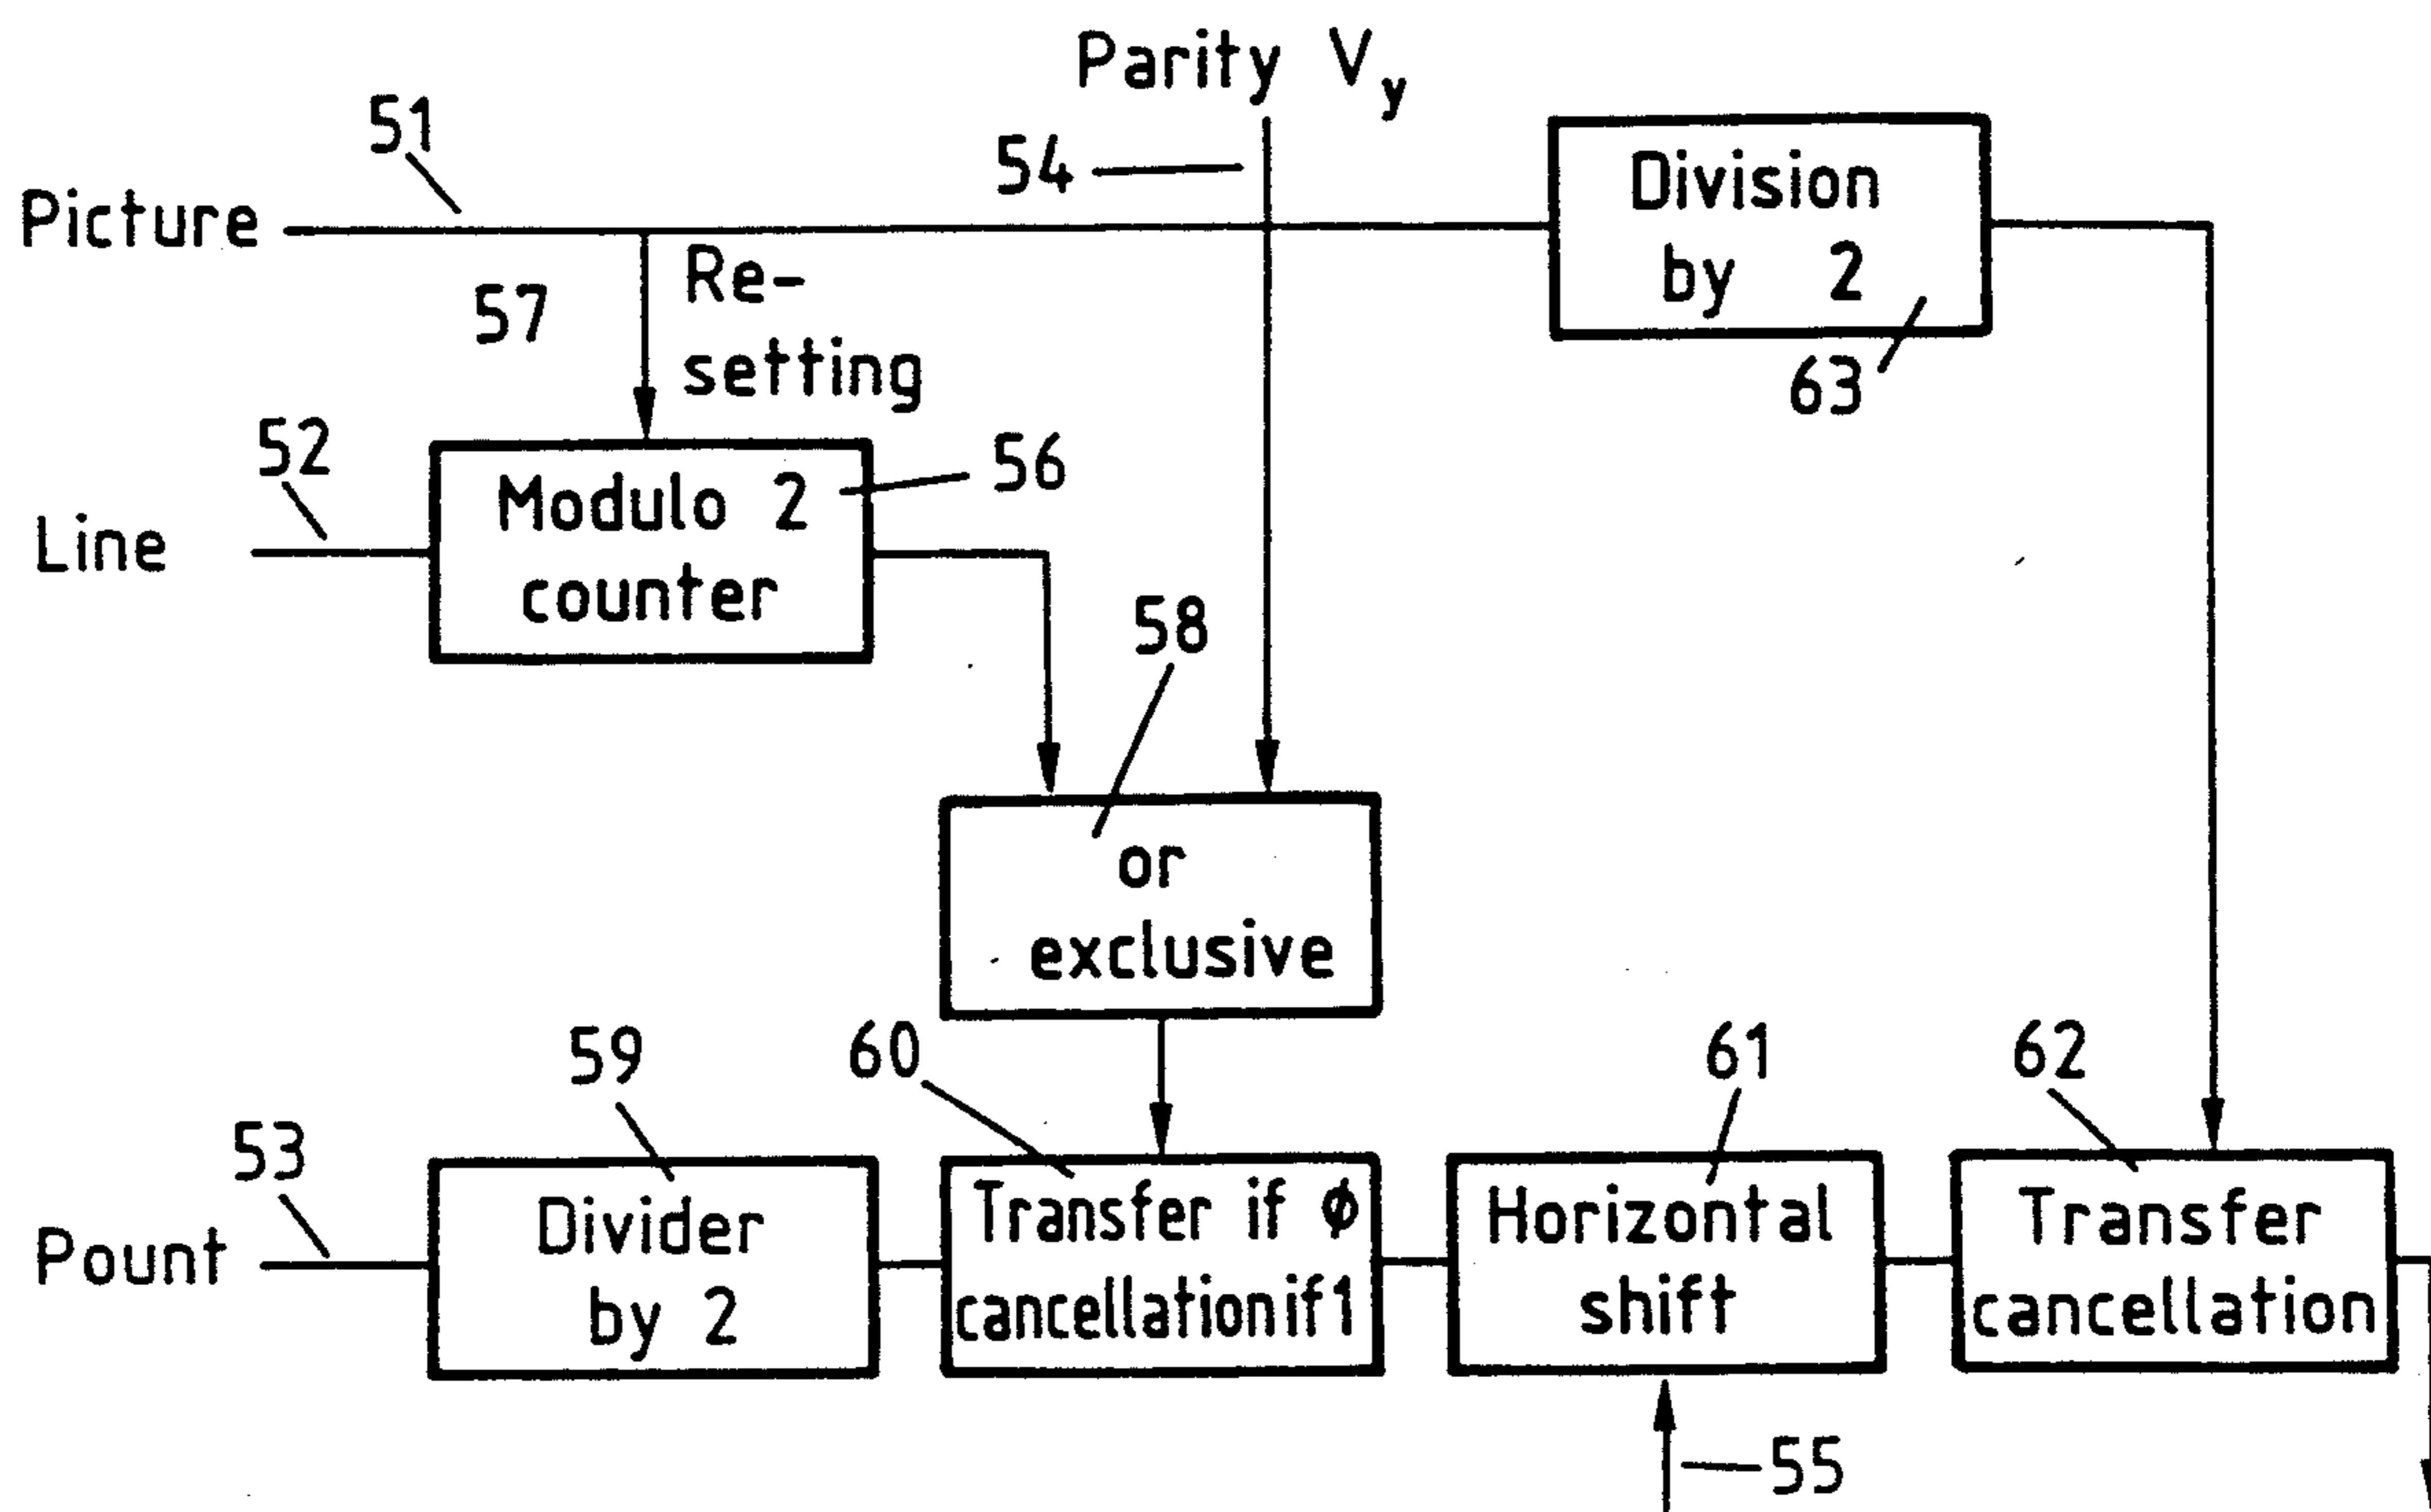 Parity Vy
51
54
Division
by 2
Picture
57
Re-
setting
63
52
56
Line
Modulo 2
counter
58
or
exclusive
59
60
61
62
53
Pount
Divider
by 2
Transfer if ϕ
cancellation if 1
Horizontal
shift
Transfer
cancellation
55